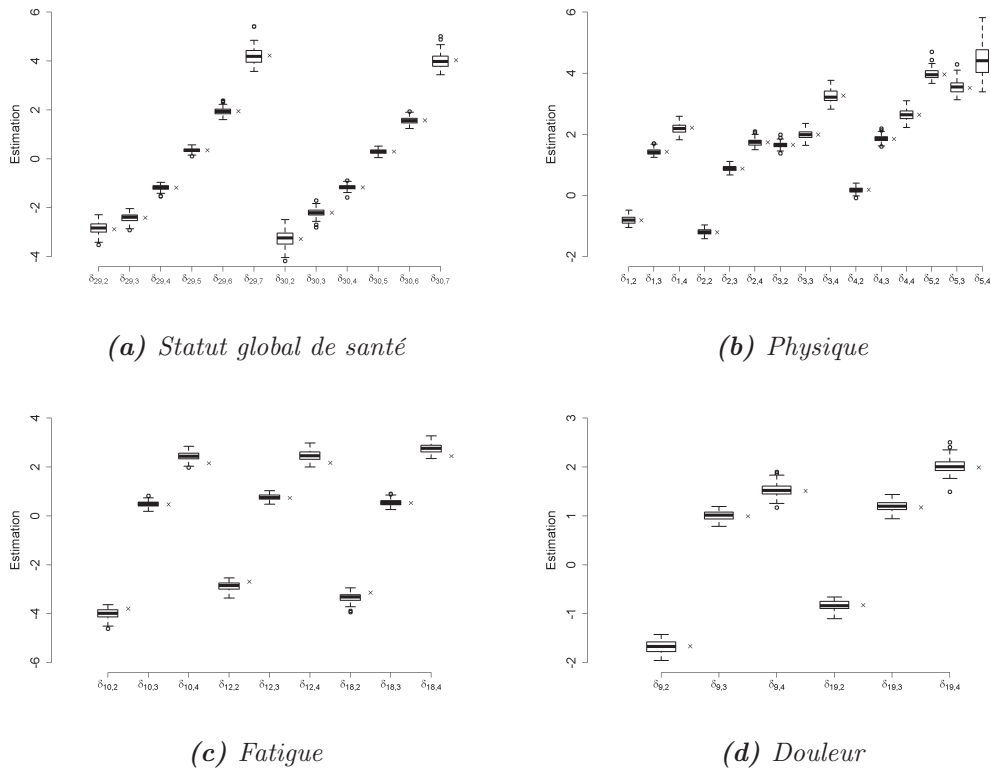 Estimation
6
4
2
0
-2
-4
δ29,2 δ29,3 δ29,4 δ29,5 δ29,6 δ29,7 δ30,2 δ30,3 δ30,4 δ30,5 δ30,6 δ30,7
(a) Statut global de santé
Estimation
6
4
2
0
-2
δ1,2 δ1,3 δ1,4 δ2,2 δ2,3 δ2,4 δ3,2 δ3,3 δ3,4 δ4,2 δ4,3 δ4,4 δ5,2 δ5,3 δ5,4
(b) Physique
Estimation
4
2
0
-2
-4
-6
δ10,2 δ10,3 δ10,4 δ12,2 δ12,3 δ12,4 δ18,2 δ18,3 δ18,4
(c) Fatigue
Estimation
3
2
1
0
-1
-2
δ9,2 δ9,3 δ9,4 δ19,2 δ19,3 δ19,4
(d) Douleur